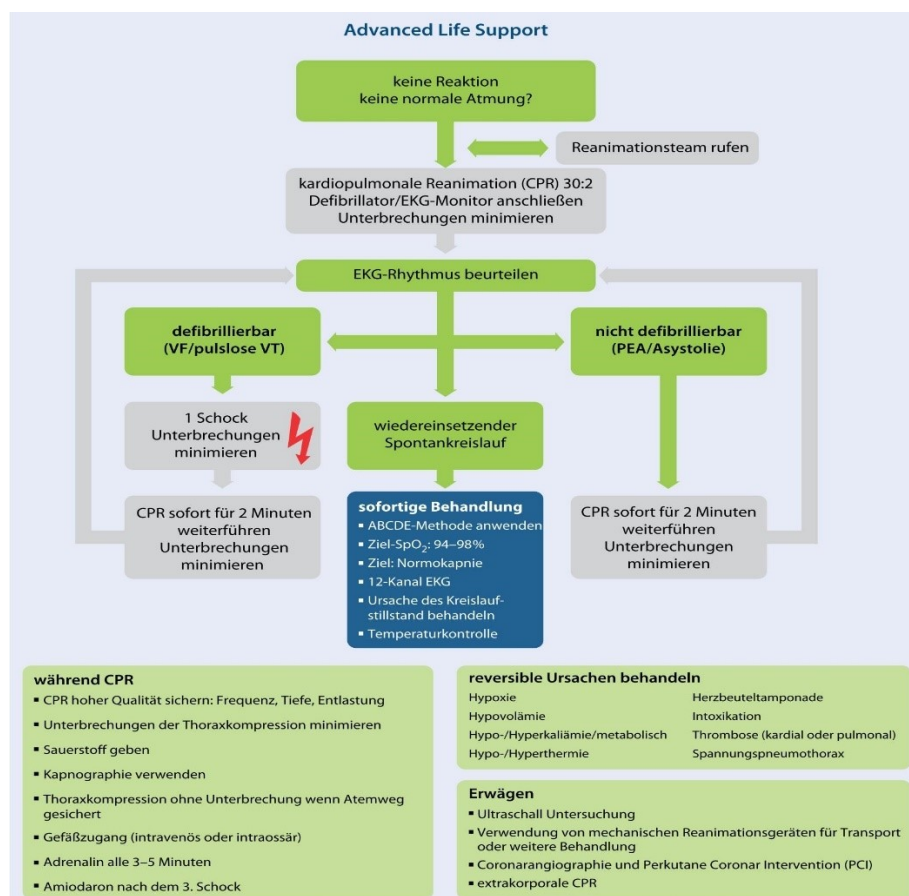 Advanced Life Support
keine Reaktion
keine normale Atmung?
Reanimationsteam rufen
kardiopulmonale Reanimation (CPR) 30:2
Defibrillator/EKG-Monitor anschließen
Unterbrechungen minimieren
EKG-Rhythmus beurteilen
defibrillierbar
(VF/pulslose VT)
nicht defibrillierbar
(PEA/Asystolie)
1 Schock
Unterbrechungen
minimieren
wiedereinsetzender
Spontankreislauf
CPR sofort für 2 Minuten
weiterführen
Unterbrechungen
minimieren
sofortige Behandlung
▪ ABCDE-Methode anwenden
▪ Ziel-SpO₂: 94–98%
▪ Ziel: Normokapnie
▪ 12-Kanal EKG
▪ Ursache des Kreislauf-
stillstand behandeln
▪ Temperaturkontrolle
CPR sofort für 2 Minuten
weiterführen
Unterbrechungen
minimieren
während CPR
▪ CPR hoher Qualität sichern: Frequenz, Tiefe, Entlastung
▪ Unterbrechungen der Thoraxkompression minimieren
▪ Sauerstoff geben
▪ Kapnographie verwenden
▪ Thoraxkompression ohne Unterbrechung wenn Atemweg
gesichert
▪ Gefäßzugang (intravenös oder intraossär)
▪ Adrenalin alle 3–5 Minuten
▪ Amiodaron nach dem 3. Schock
reversible Ursachen behandeln
Hypoxie
Hypovolämie
Hypo-/Hyperkaliämie/metabolisch
Hypo-/Hyperthermie
Herzbeuteltamponade
Intoxikation
Thrombose (kardial oder pulmonal)
Spannungspneumothorax
Erwägen
▪ Ultraschall Untersuchung
▪ Verwendung von mechanischen Reanimationsgeräten für Transport
oder weitere Behandlung
▪ Coronarangiographie und Perkutane Coronar Intervention (PCI)
▪ extrakorporale CPR